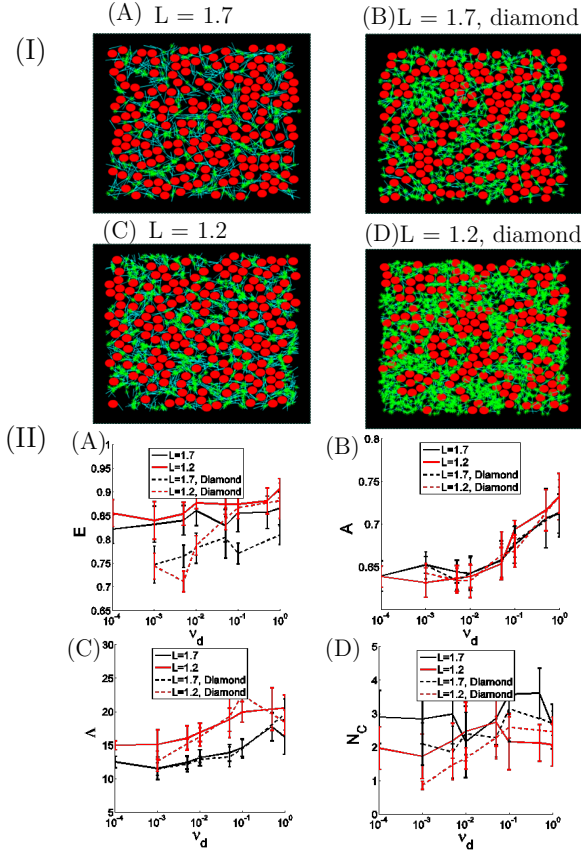 (I)
(A) L = 1.7
(B) L = 1.7, diamond
(C) L = 1.2
(D) L = 1.2, diamond
(II)
(A)
E
1
0.95
0.9
0.85
0.8
0.75
0.7
0.65
10^-4 10^-3 10^-2 10^-1 10^0
ν_d
L=1.7
L=1.2
L=1.7, Diamond
L=1.2, Diamond
(B)
A
0.8
0.75
0.7
0.65
10^-4 10^-3 10^-2 10^-1 10^0
ν_d
L=1.7
L=1.2
L=1.7, Diamond
L=1.2, Diamond
(C)
Λ
30
25
20
15
10
5
10^-4 10^-3 10^-2 10^-1 10^0
ν_d
L=1.7
L=1.2
L=1.7, Diamond
L=1.2, Diamond
(D)
N_C
5
4
3
2
1
0
10^-4 10^-3 10^-2 10^-1 10^0
ν_d
L=1.7
L=1.2
L=1.7, Diamond
L=1.2, Diamond